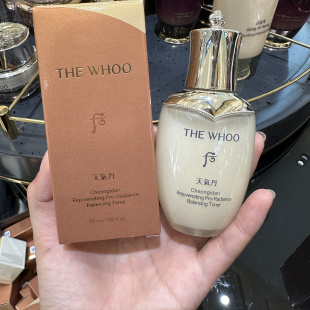 THE WHOO
天氣丹
Cheongidan
Rejuvenating Pro-Radiance
Balancing Toner
THE WHOO
天氣丹
Cheongidan
Rejuvenating Pro-Radiance
Balancing Toner